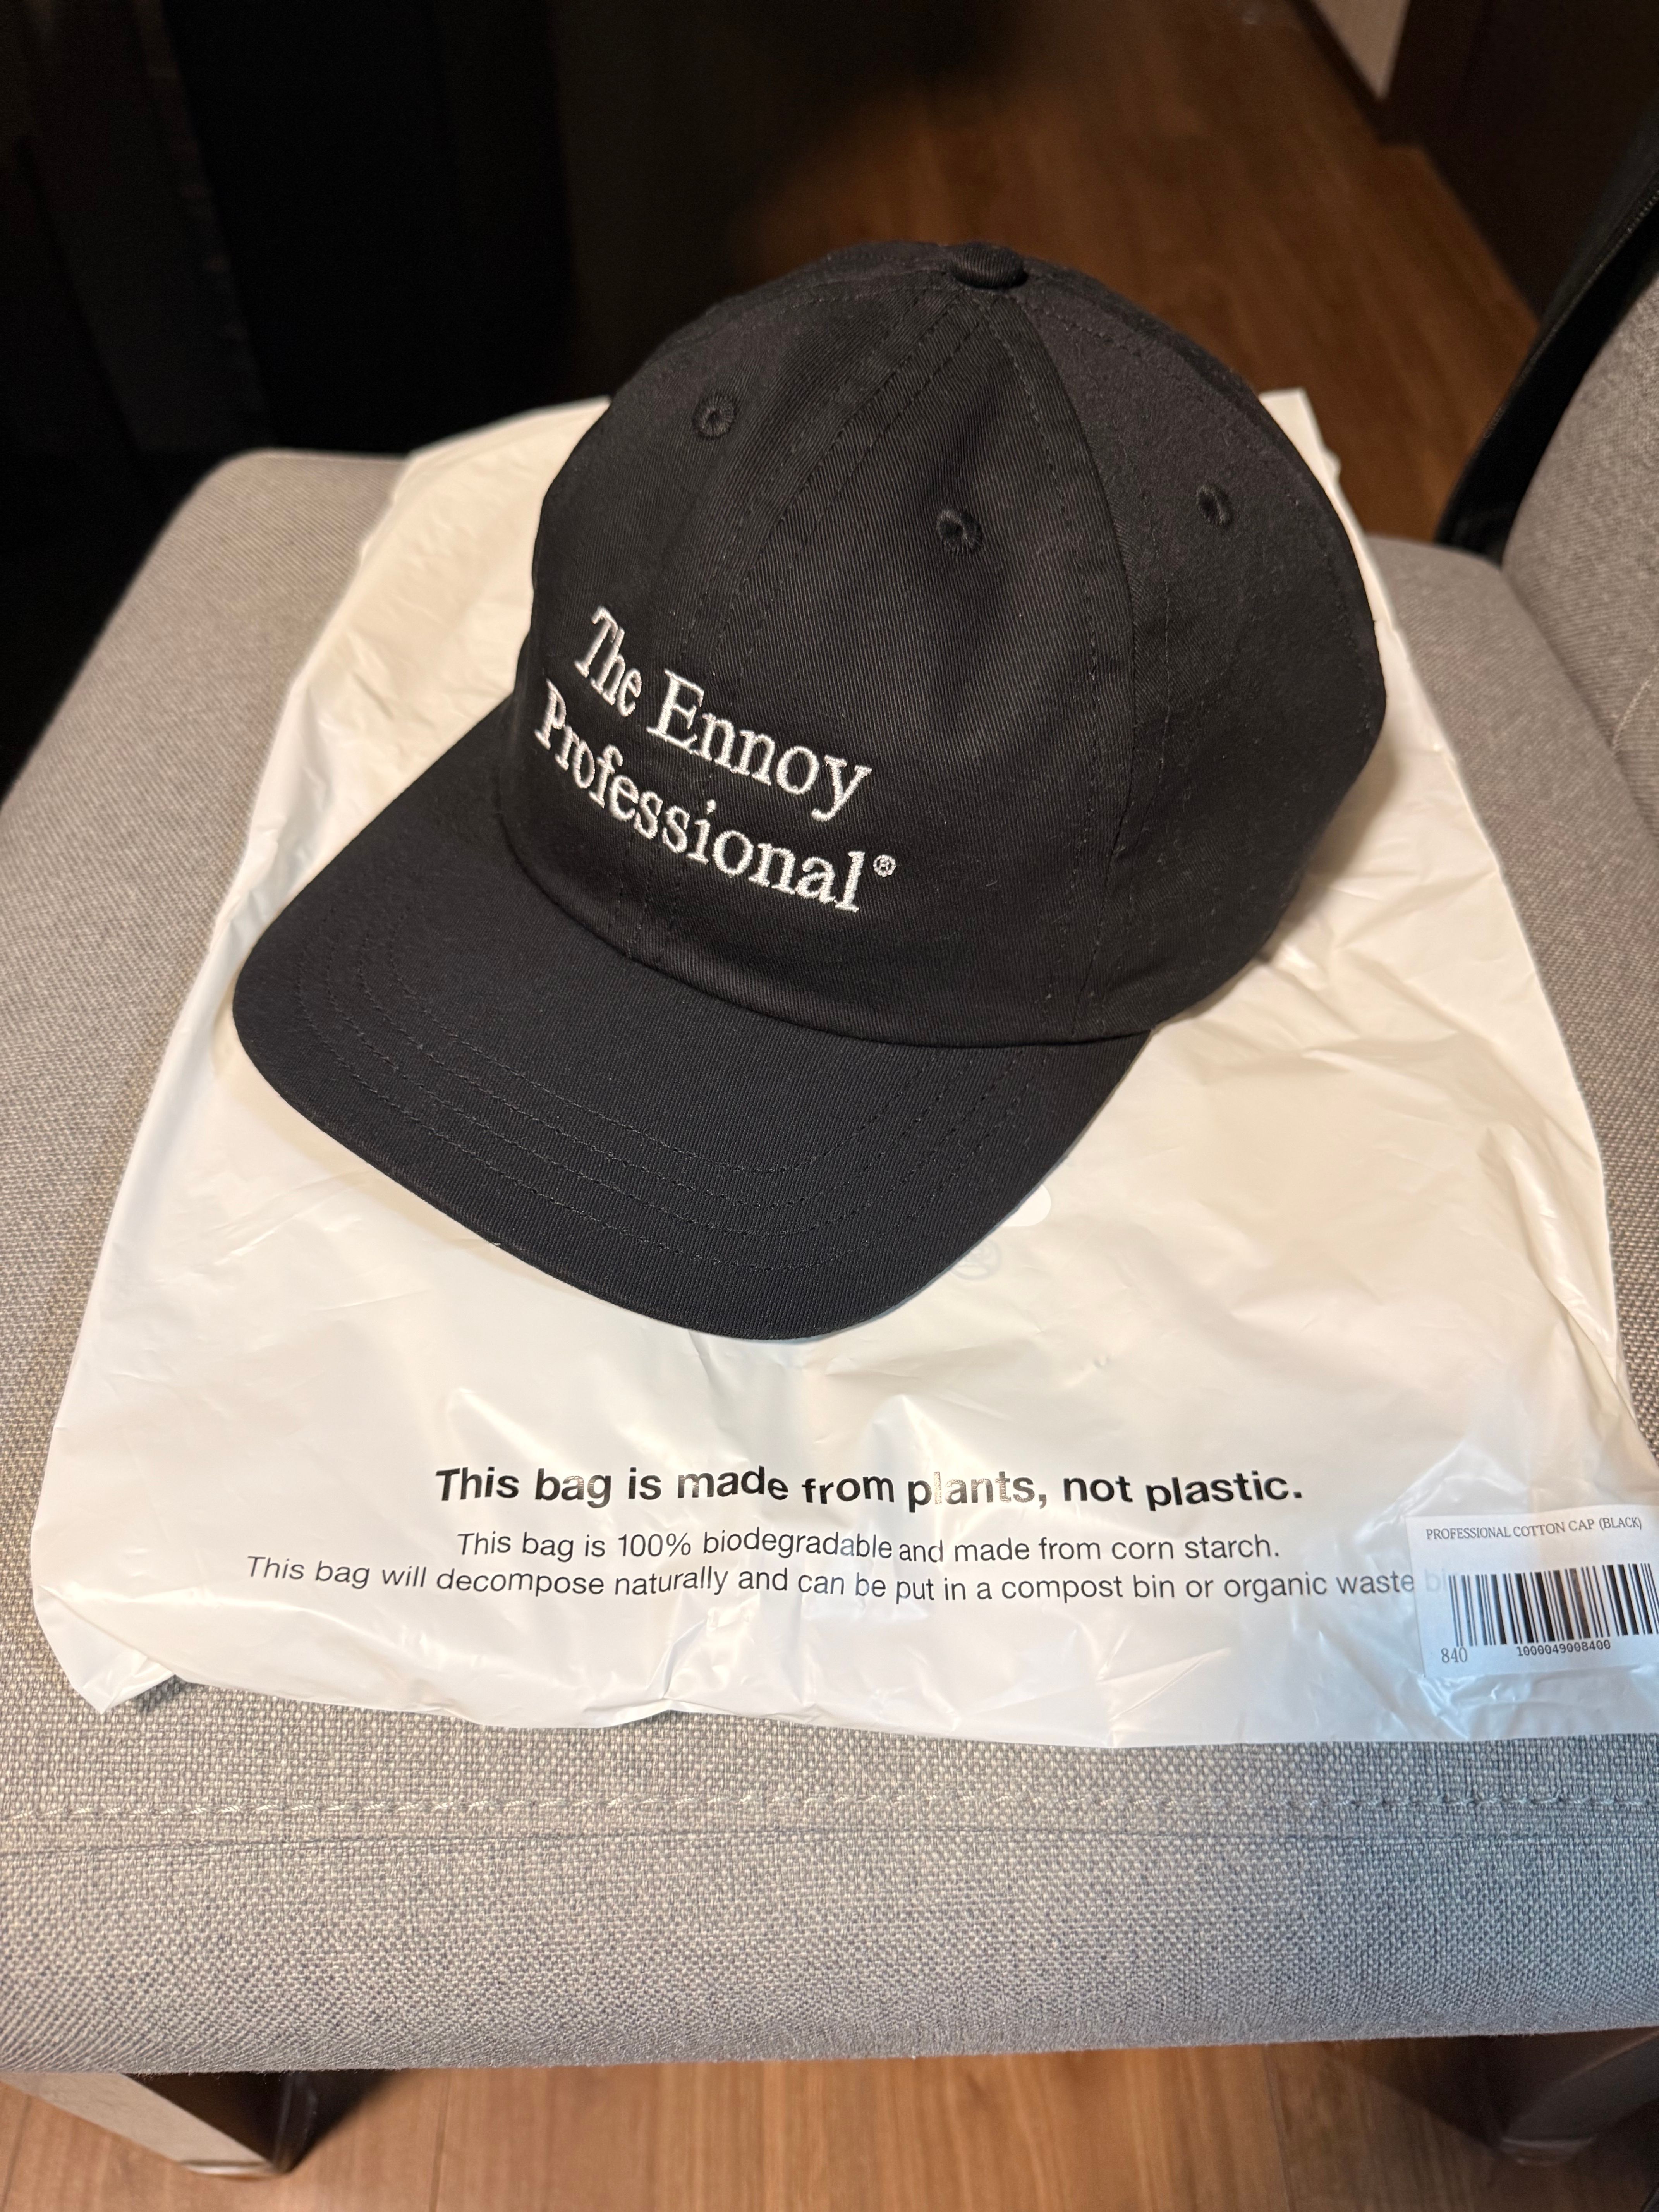 The Ennoy
Professional®
This bag is made from plants, not plastic.
This bag is 100% biodegradable and made from corn starch.
This bag will decompose naturally and can be put in a compost bin or organic waste
PROFESSIONAL COTTON CAP (BLACK)
840
1000049008400